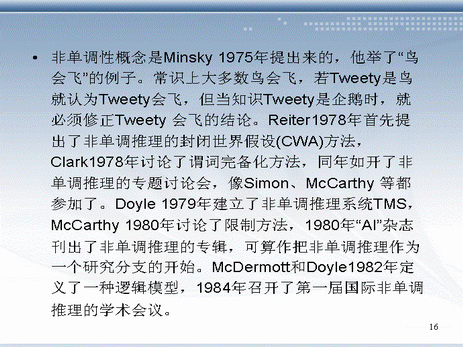 • 非单调性概念是Minsky 1975年提出来的，他举了“鸟
会飞”的例子。常识上大多数鸟会飞，若Tweety是鸟
就认为Tweety会飞，但当知识Tweety是企鹅时，就
必须修正Tweety 会飞的结论。Reiter1978年首先提
出了非单调推理的封闭世界假设(CWA)方法，
Clark1978年讨论了谓词完备化方法，同年如开了非
单调推理的专题讨论会，像Simon、McCarthy 等都
参加了。Doyle 1979年建立了非单调推理系统TMS，
McCarthy 1980年讨论了限制方法，1980年“AI”杂志
刊出了非单调推理的专辑，可算作把非单调推理作为
一个研究分支的开始。McDermott和Doyle1982年定
义了一种逻辑模型，1984年召开了第一届国际非单调
推理的学术会议。
16